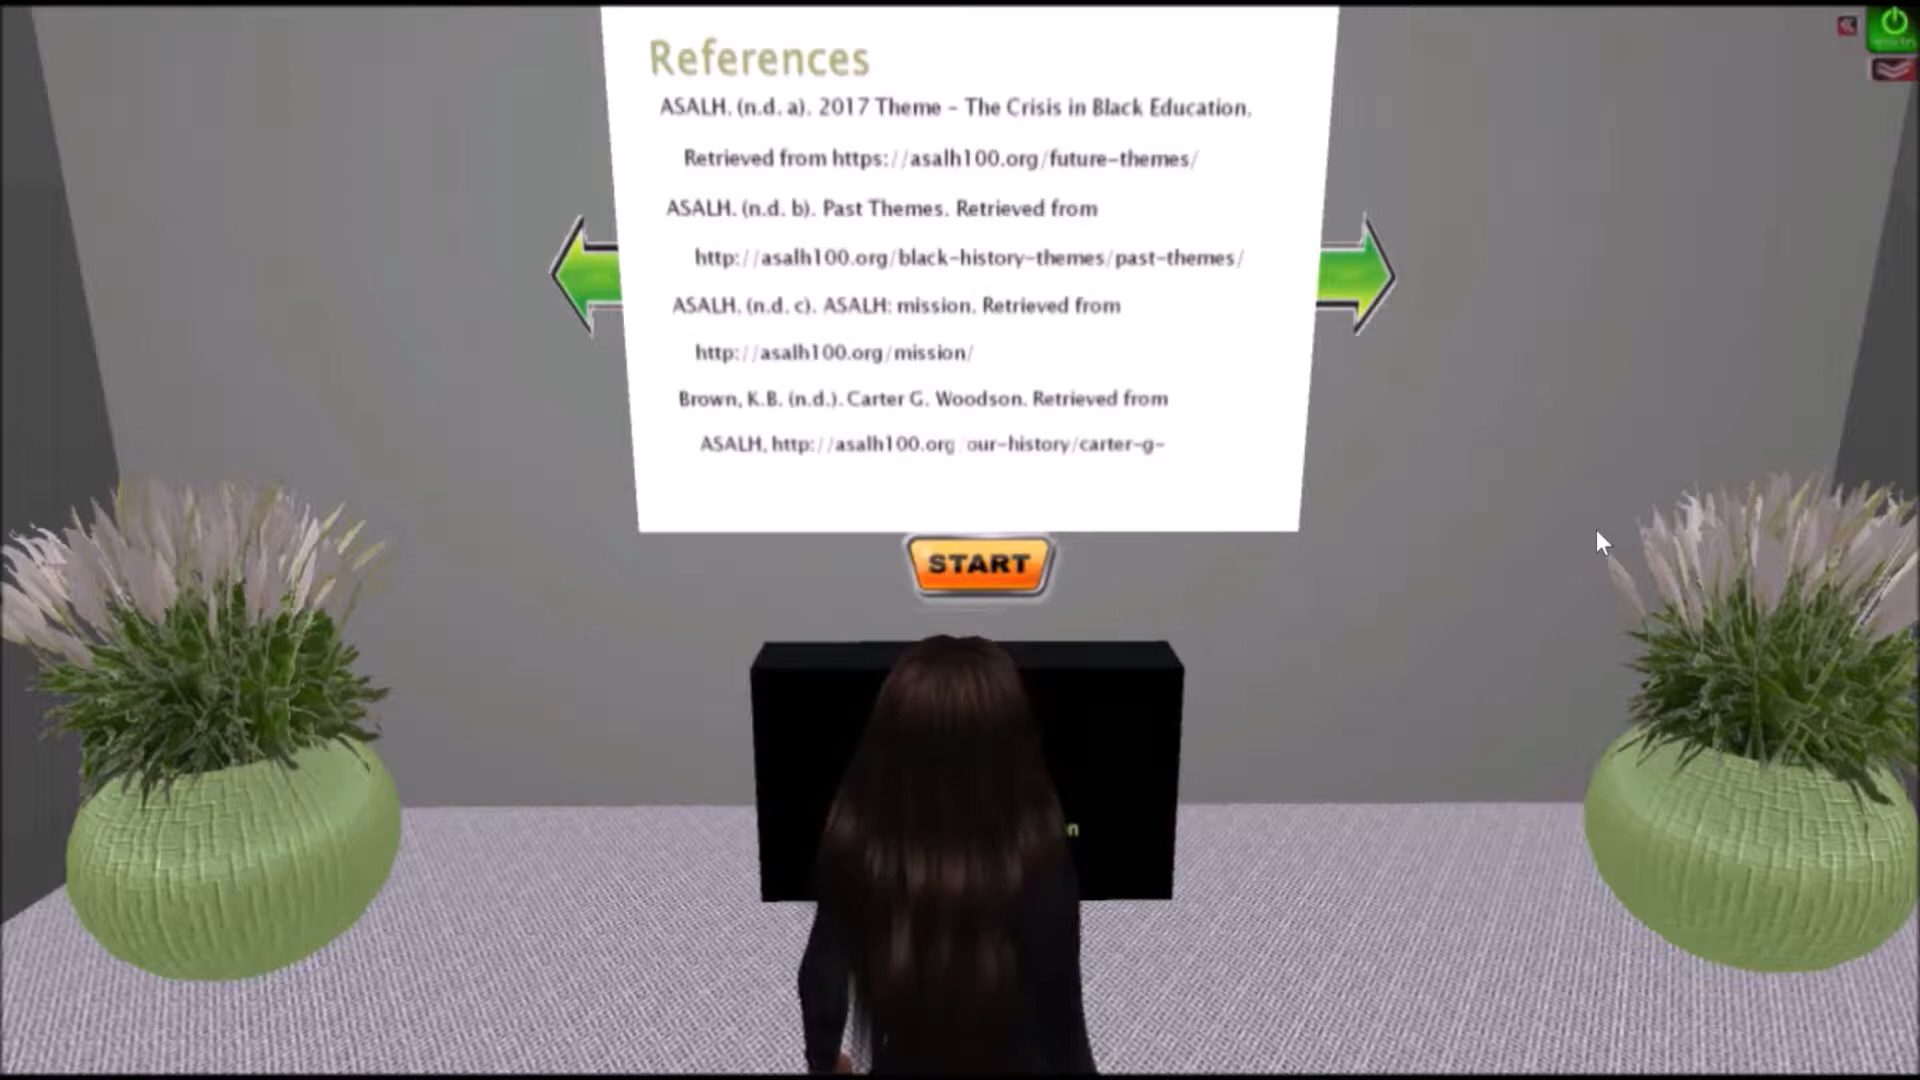 References
ASALH. (n.d. a). 2017 Theme – The Crisis in Black Education.
Retrieved from https://asalh100.org/future-themes/
ASALH. (n.d. b). Past Themes. Retrieved from
http://asalh100.org/black-history-themes/past-themes/
ASALH. (n.d. c). ASALH: mission. Retrieved from
http://asalh100.org/mission/
Brown, K.B. (n.d.). Carter G. Woodson. Retrieved from
ASALH, http://asalh100.org/our-history/carter-g-
START
n